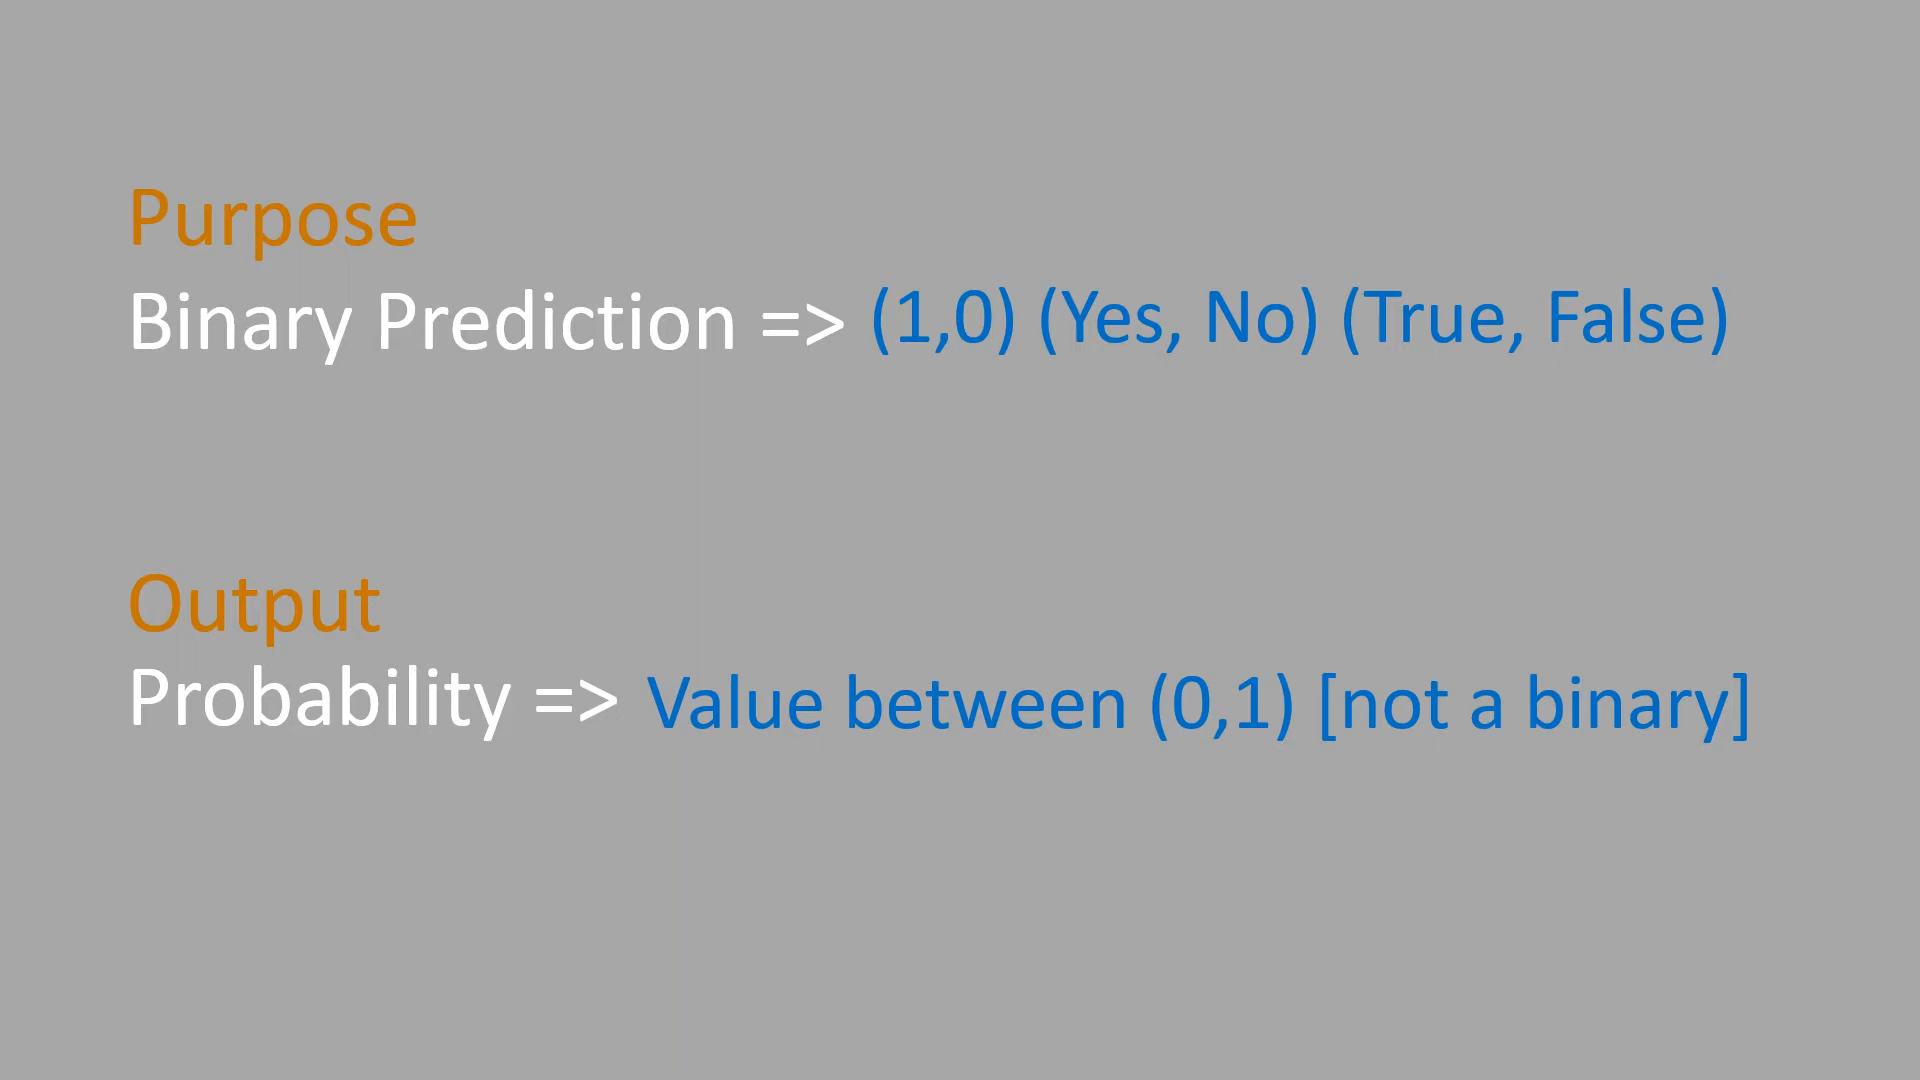 Purpose
Binary Prediction => (1,0) (Yes, No) (True, False)
Output
Probability => Value between (0,1) [not a binary]